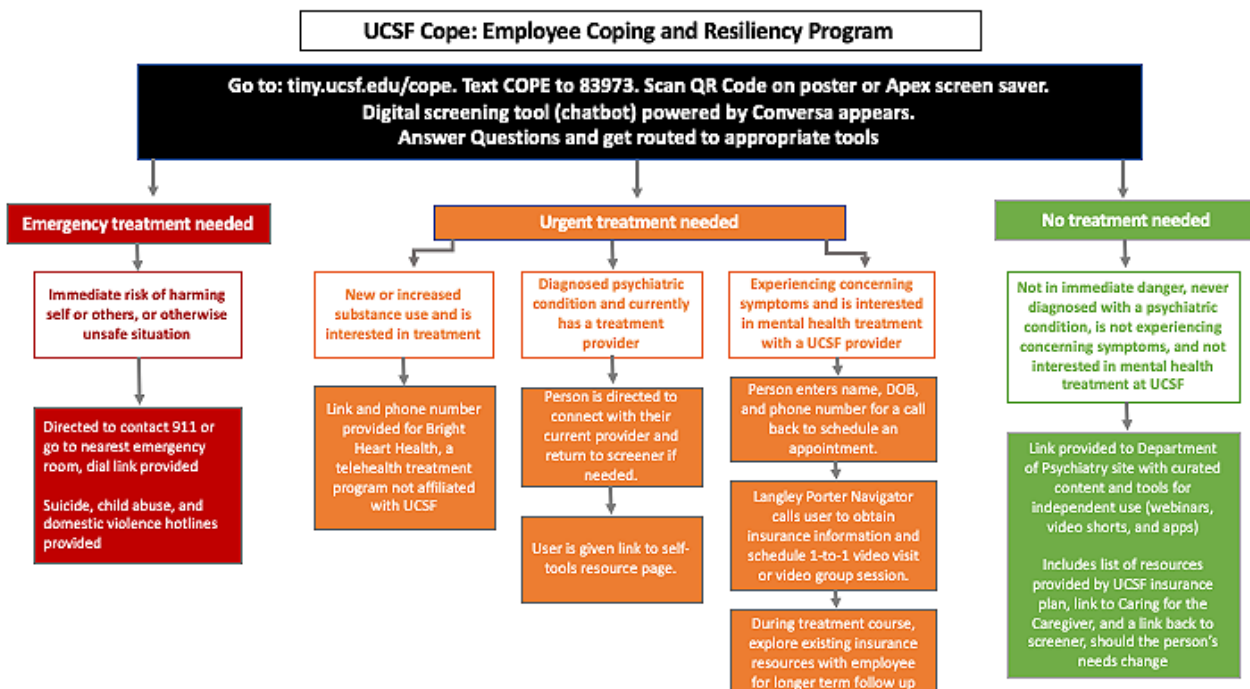 UCSF Cope: Employee Coping and Resiliency Program
Go to: tiny.ucsf.edu/cope. Text COPE to 83973. Scan QR Code on poster or Apex screen saver.
Digital screening tool (chatbot) powered by Conversa appears.
Answer Questions and get routed to appropriate tools
Emergency treatment needed
Immediate risk of harming
self or others, or otherwise
unsafe situation
Directed to contact 911 or
go to nearest emergency
room, dial link provided
Suicide, child abuse, and
domestic violence hotlines
provided
Urgent treatment needed
New or increased
substance use and is
interested in treatment
Link and phone number
provided for Bright
Heart Health, a
telehealth treatment
program not affiliated
with UCSF
Diagnosed psychiatric
condition and currently
has a treatment
provider
Person is directed to
connect with their
current provider and
return to screener if
needed.
User is given link to self-
tools resource page.
Experiencing concerning
symptoms and is interested
in mental health treatment
with a UCSF provider
Person enters name, DOB,
and phone number for a call
back to schedule an
appointment.
Langley Porter Navigator
calls user to obtain
insurance information and
schedule 1-to-1 video visit
or video group session.
During treatment course,
explore existing insurance
resources with employee
for longer term follow up
No treatment needed
Not in immediate danger, never
diagnosed with a psychiatric
condition, is not experiencing
concerning symptoms, and not
interested in mental health
treatment at UCSF
Link provided to Department
of Psychiatry site with curated
content and tools for
independent use (webinars,
video shorts, and apps)
Includes list of resources
provided by UCSF insurance
plan, link to Caring for the
Caregiver, and a link back to
screener, should the person's
needs change